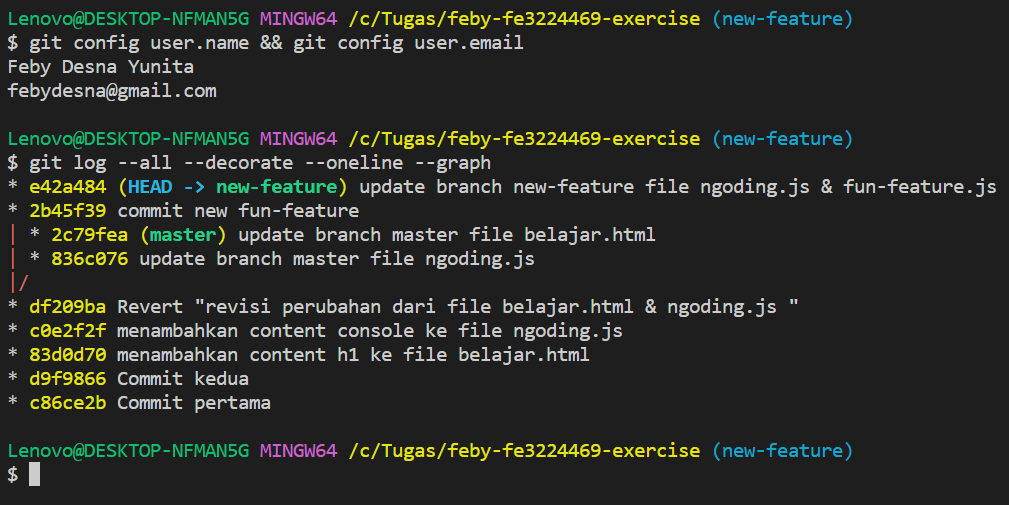 Lenovo@DESKTOP-NFMAN5G MINGW64 /c/Tugas/feby-fe3224469-exercise (new-feature)
$ git config user.name && git config user.email
Feby Desna Yunita
febydesna@gmail.com
Lenovo@DESKTOP-NFMAN5G MINGW64 /c/Tugas/feby-fe3224469-exercise (new-feature)
$ git log --all --decorate --oneline --graph
* e42a484 (HEAD -> new-feature) update branch new-feature file ngoding.js & fun-feature.js
* 2b45f39 commit new fun-feature
| * 2c79fea (master) update branch master file belajar.html
| * 836c076 update branch master file ngoding.js
|/
* df209ba Revert "revisi perubahan dari file belajar.html & ngoding.js "
* c0e2f2f menambahkan content console ke file ngoding.js
* 83d0d70 menambahkan content h1 ke file belajar.html
* d9f9866 Commit kedua
* c86ce2b Commit pertama
Lenovo@DESKTOP-NFMAN5G MINGW64 /c/Tugas/feby-fe3224469-exercise (new-feature)
$